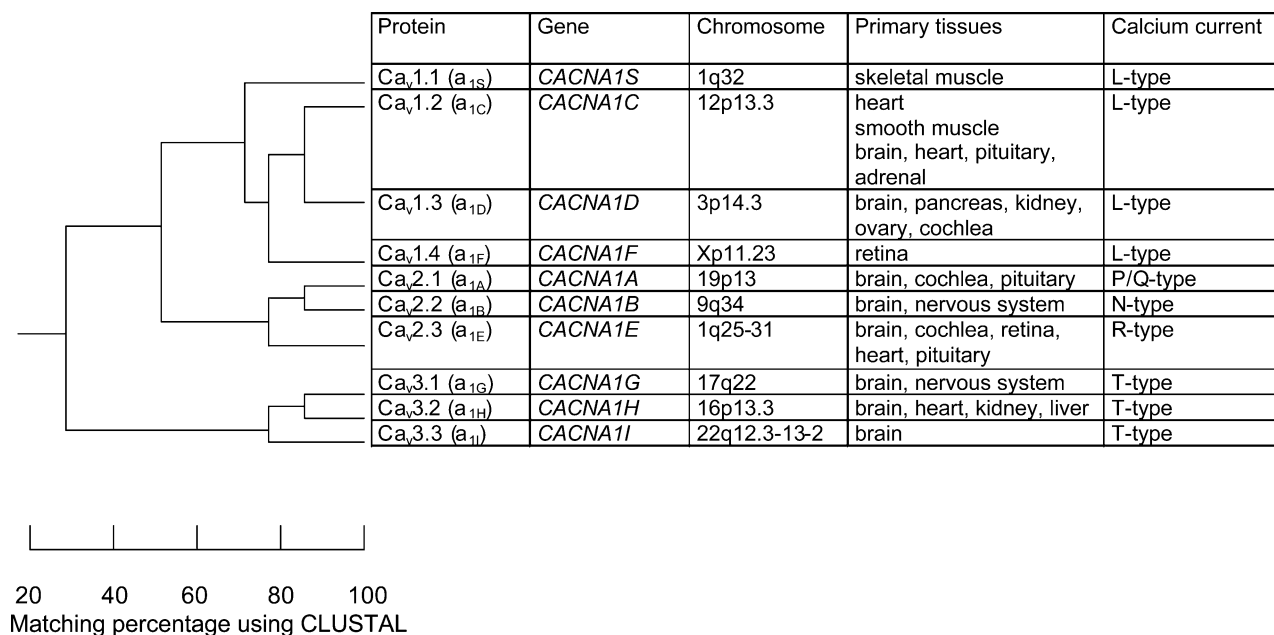 Protein Gene Chromosome Primary tissues Calcium current
Cav1.1 (a1S) CACNA1S 1q32 skeletal muscle L-type
Cav1.2 (a1C) CACNA1C 12p13.3 heart L-type
smooth muscle
brain, heart, pituitary,
adrenal
Cav1.3 (a1D) CACNA1D 3p14.3 brain, pancreas, kidney, L-type
ovary, cochlea
Cav1.4 (a1F) CACNA1F Xp11.23 retina L-type
Cav2.1 (a1A) CACNA1A 19p13 brain, cochlea, pituitary P/Q-type
Cav2.2 (a1B) CACNA1B 9q34 brain, nervous system N-type
Cav2.3 (a1E) CACNA1E 1q25-31 brain, cochlea, retina, R-type
heart, pituitary
Cav3.1 (a1G) CACNA1G 17q22 brain, nervous system T-type
Cav3.2 (a1H) CACNA1H 16p13.3 brain, heart, kidney, liver T-type
Cav3.3 (a1I) CACNA1I 22q12.3-13-2 brain T-type
20 40 60 80 100
Matching percentage using CLUSTAL